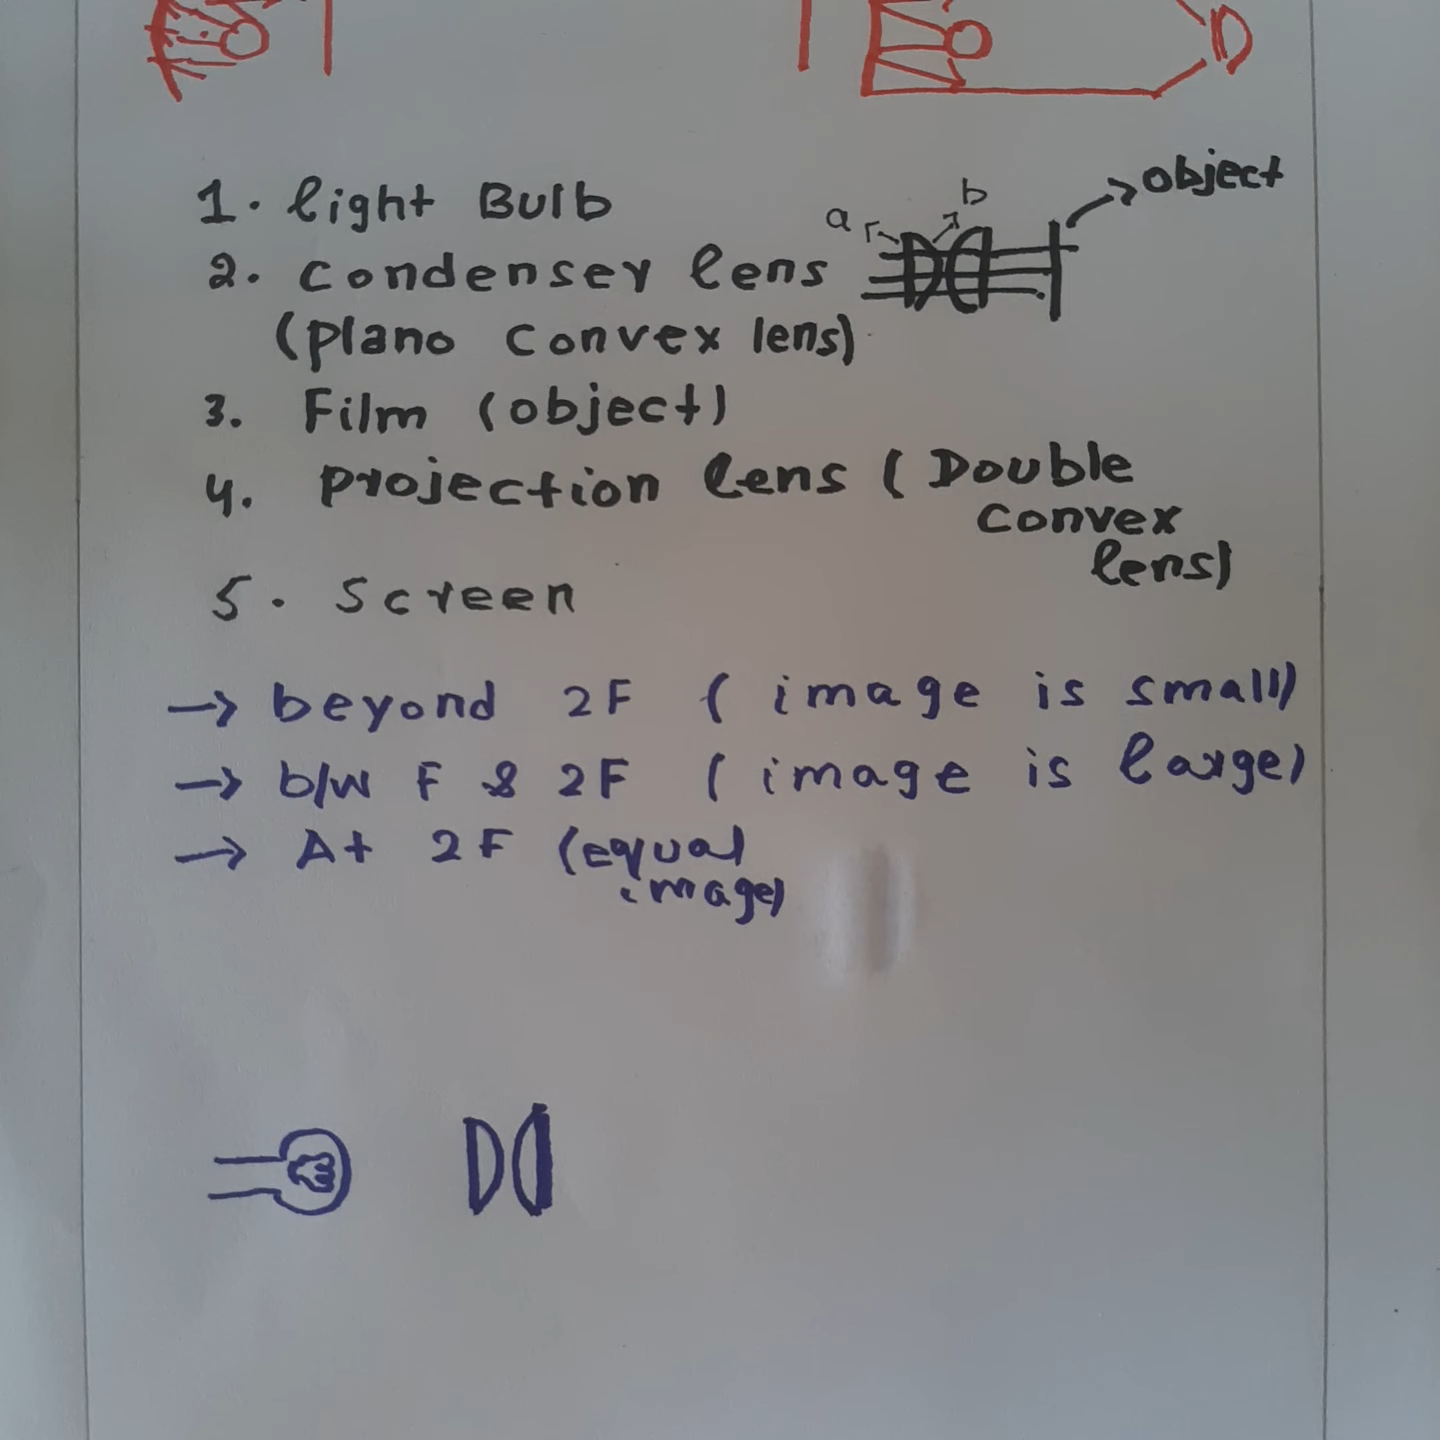 1. light Bulb
2. Condenser lens
(plano convex lens)
a
b
object
3. Film (object)
4. projection lens (Double
convex
lens)
5. Screen
→ beyond 2F (image is small)
→ b/w F & 2F (image is large)
→ At 2F (equal
image)